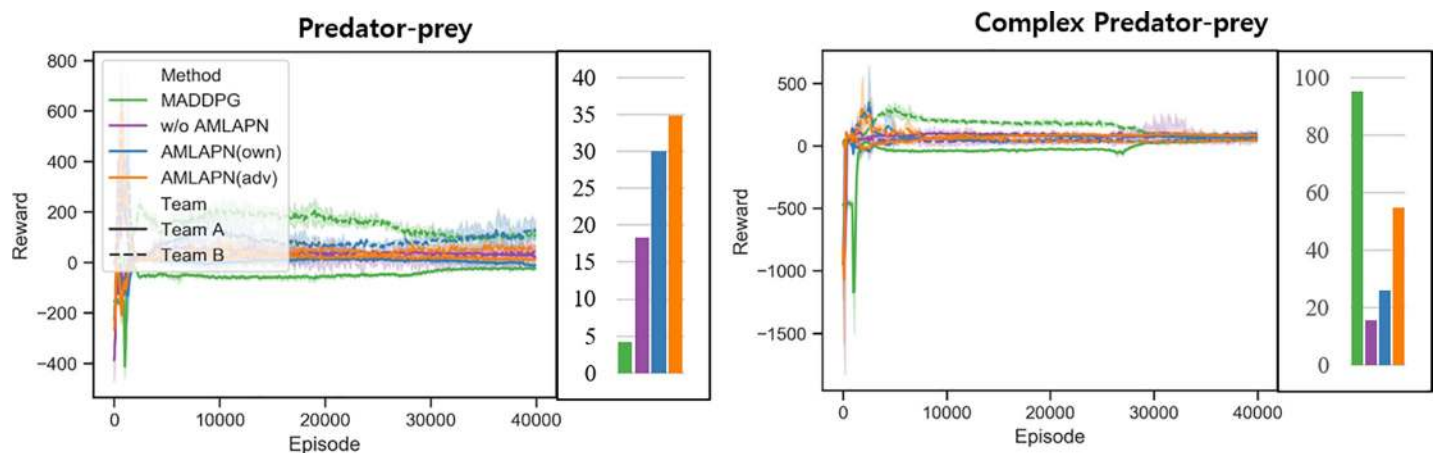 Predator-prey
800
600
400
200
0
−200
−400
Reward
Method
MADDPG
w/o AMLAPN
AMLAPN(own)
AMLAPN(adv)
Team
Team A
Team B
0
10000
20000
30000
40000
Episode
40
35
30
25
20
15
10
5
0
Complex Predator-prey
500
0
−500
−1000
−1500
Reward
0
10000
20000
30000
40000
Episode
100
80
60
40
20
0